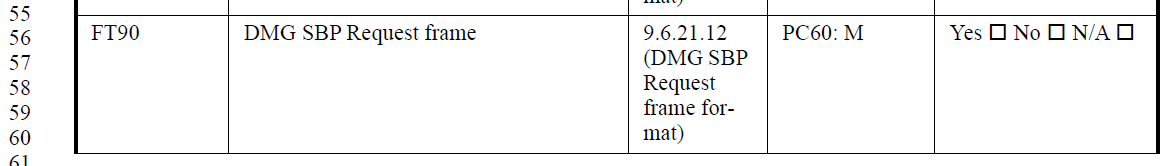 55
mat)
56 FT90 DMG SBP Request frame 9.6.21.12 PC60: M Yes ☐ No ☐ N/A ☐
57 (DMG SBP
58 Request
59 frame for-
60 mat)
61